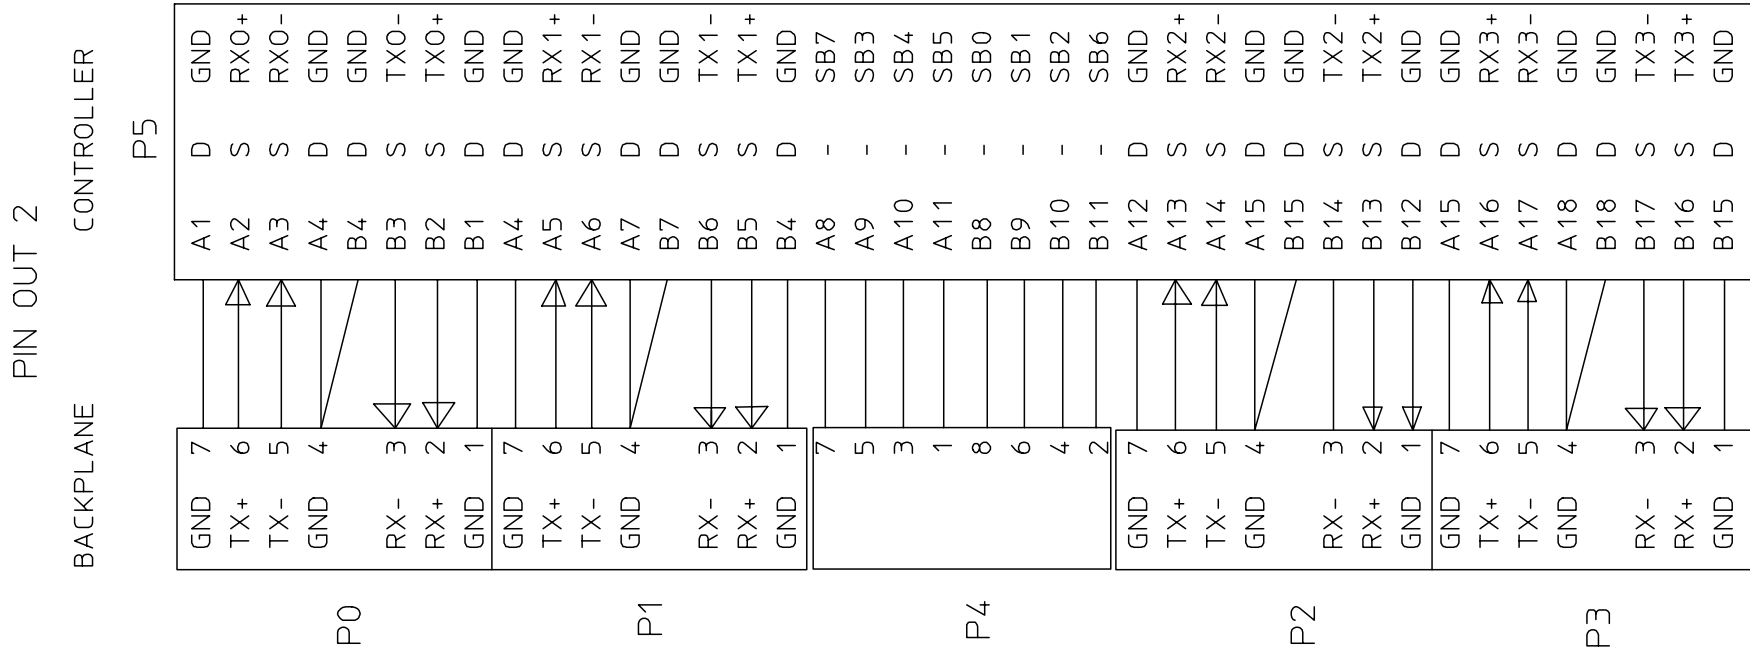 PIN OUT 2
BACKPLANE CONTROLLER
P5
P0
GND 7 A1 D GND
TX+ 6 A2 S RX0+
TX- 5 A3 S RX0-
GND 4 A4 D GND
B4 D GND
RX- 3 B3 S TX0-
RX+ 2 B2 S TX0+
GND 1 B1 D GND
P1
GND 7 A4 D GND
TX+ 6 A5 S RX1+
TX- 5 A6 S RX1-
GND 4 A7 D GND
B7 D GND
RX- 3 B6 S TX1-
RX+ 2 B5 S TX1+
GND 1 B4 D GND
P4
7 A8 - SB7
5 A9 - SB3
3 A10 - SB4
1 A11 - SB5
8 B8 - SB0
6 B9 - SB1
4 B10 - SB2
2 B11 - SB6
P2
GND 7 A12 D GND
TX+ 6 A13 S RX2+
TX- 5 A14 S RX2-
GND 4 A15 D GND
B15 D GND
RX- 3 B14 S TX2-
RX+ 2 B13 S TX2+
GND 1 B12 D GND
P3
GND 7 A15 D GND
TX+ 6 A16 S RX3+
TX- 5 A17 S RX3-
GND 4 A18 D GND
B18 D GND
RX- 3 B17 S TX3-
RX+ 2 B16 S TX3+
GND 1 B15 D GND